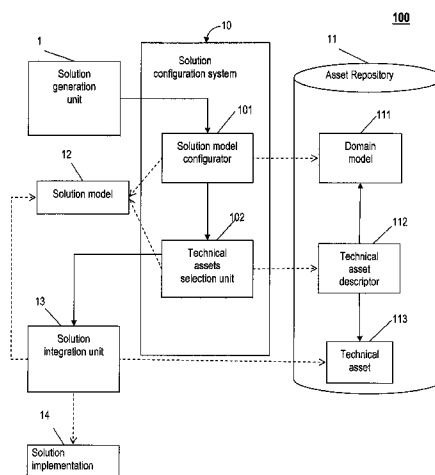 100
10
11
1
Solution
generation
unit
Solution
configuration system
Asset Repository
101
Solution model
configurator
111
Domain
model
12
Solution model
102
Technical
assets
selection unit
112
Technical
asset
descriptor
13
Solution
integration unit
113
Technical
asset
14
Solution
implementation